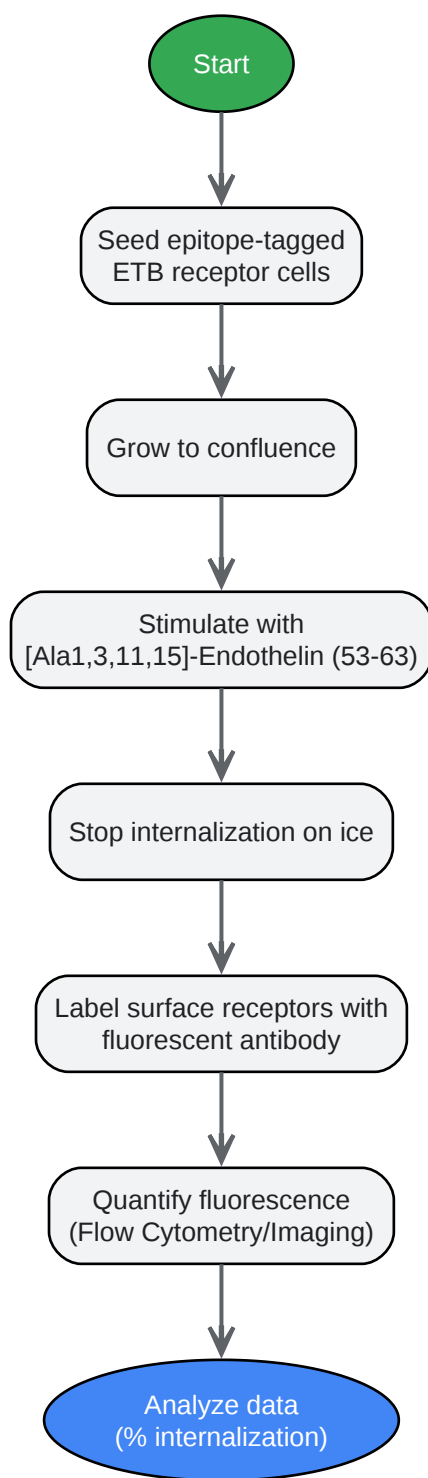 Start
Seed epitope-tagged
ETB receptor cells
Grow to confluence
Stimulate with
[Ala1,3,11,15]-Endothelin (53-63)
Stop internalization on ice
Label surface receptors with
fluorescent antibody
Quantify fluorescence
(Flow Cytometry/Imaging)
Analyze data
(% internalization)